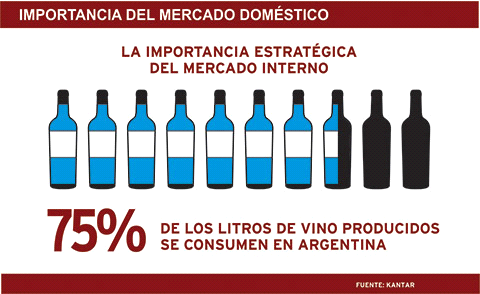 IMPORTANCIA DEL MERCADO DOMÉSTICO
LA IMPORTANCIA ESTRATÉGICA
DEL MERCADO INTERNO
75% DE LOS LITROS DE VINO PRODUCIDOS
SE CONSUMEN EN ARGENTINA
FUENTE: KANTAR